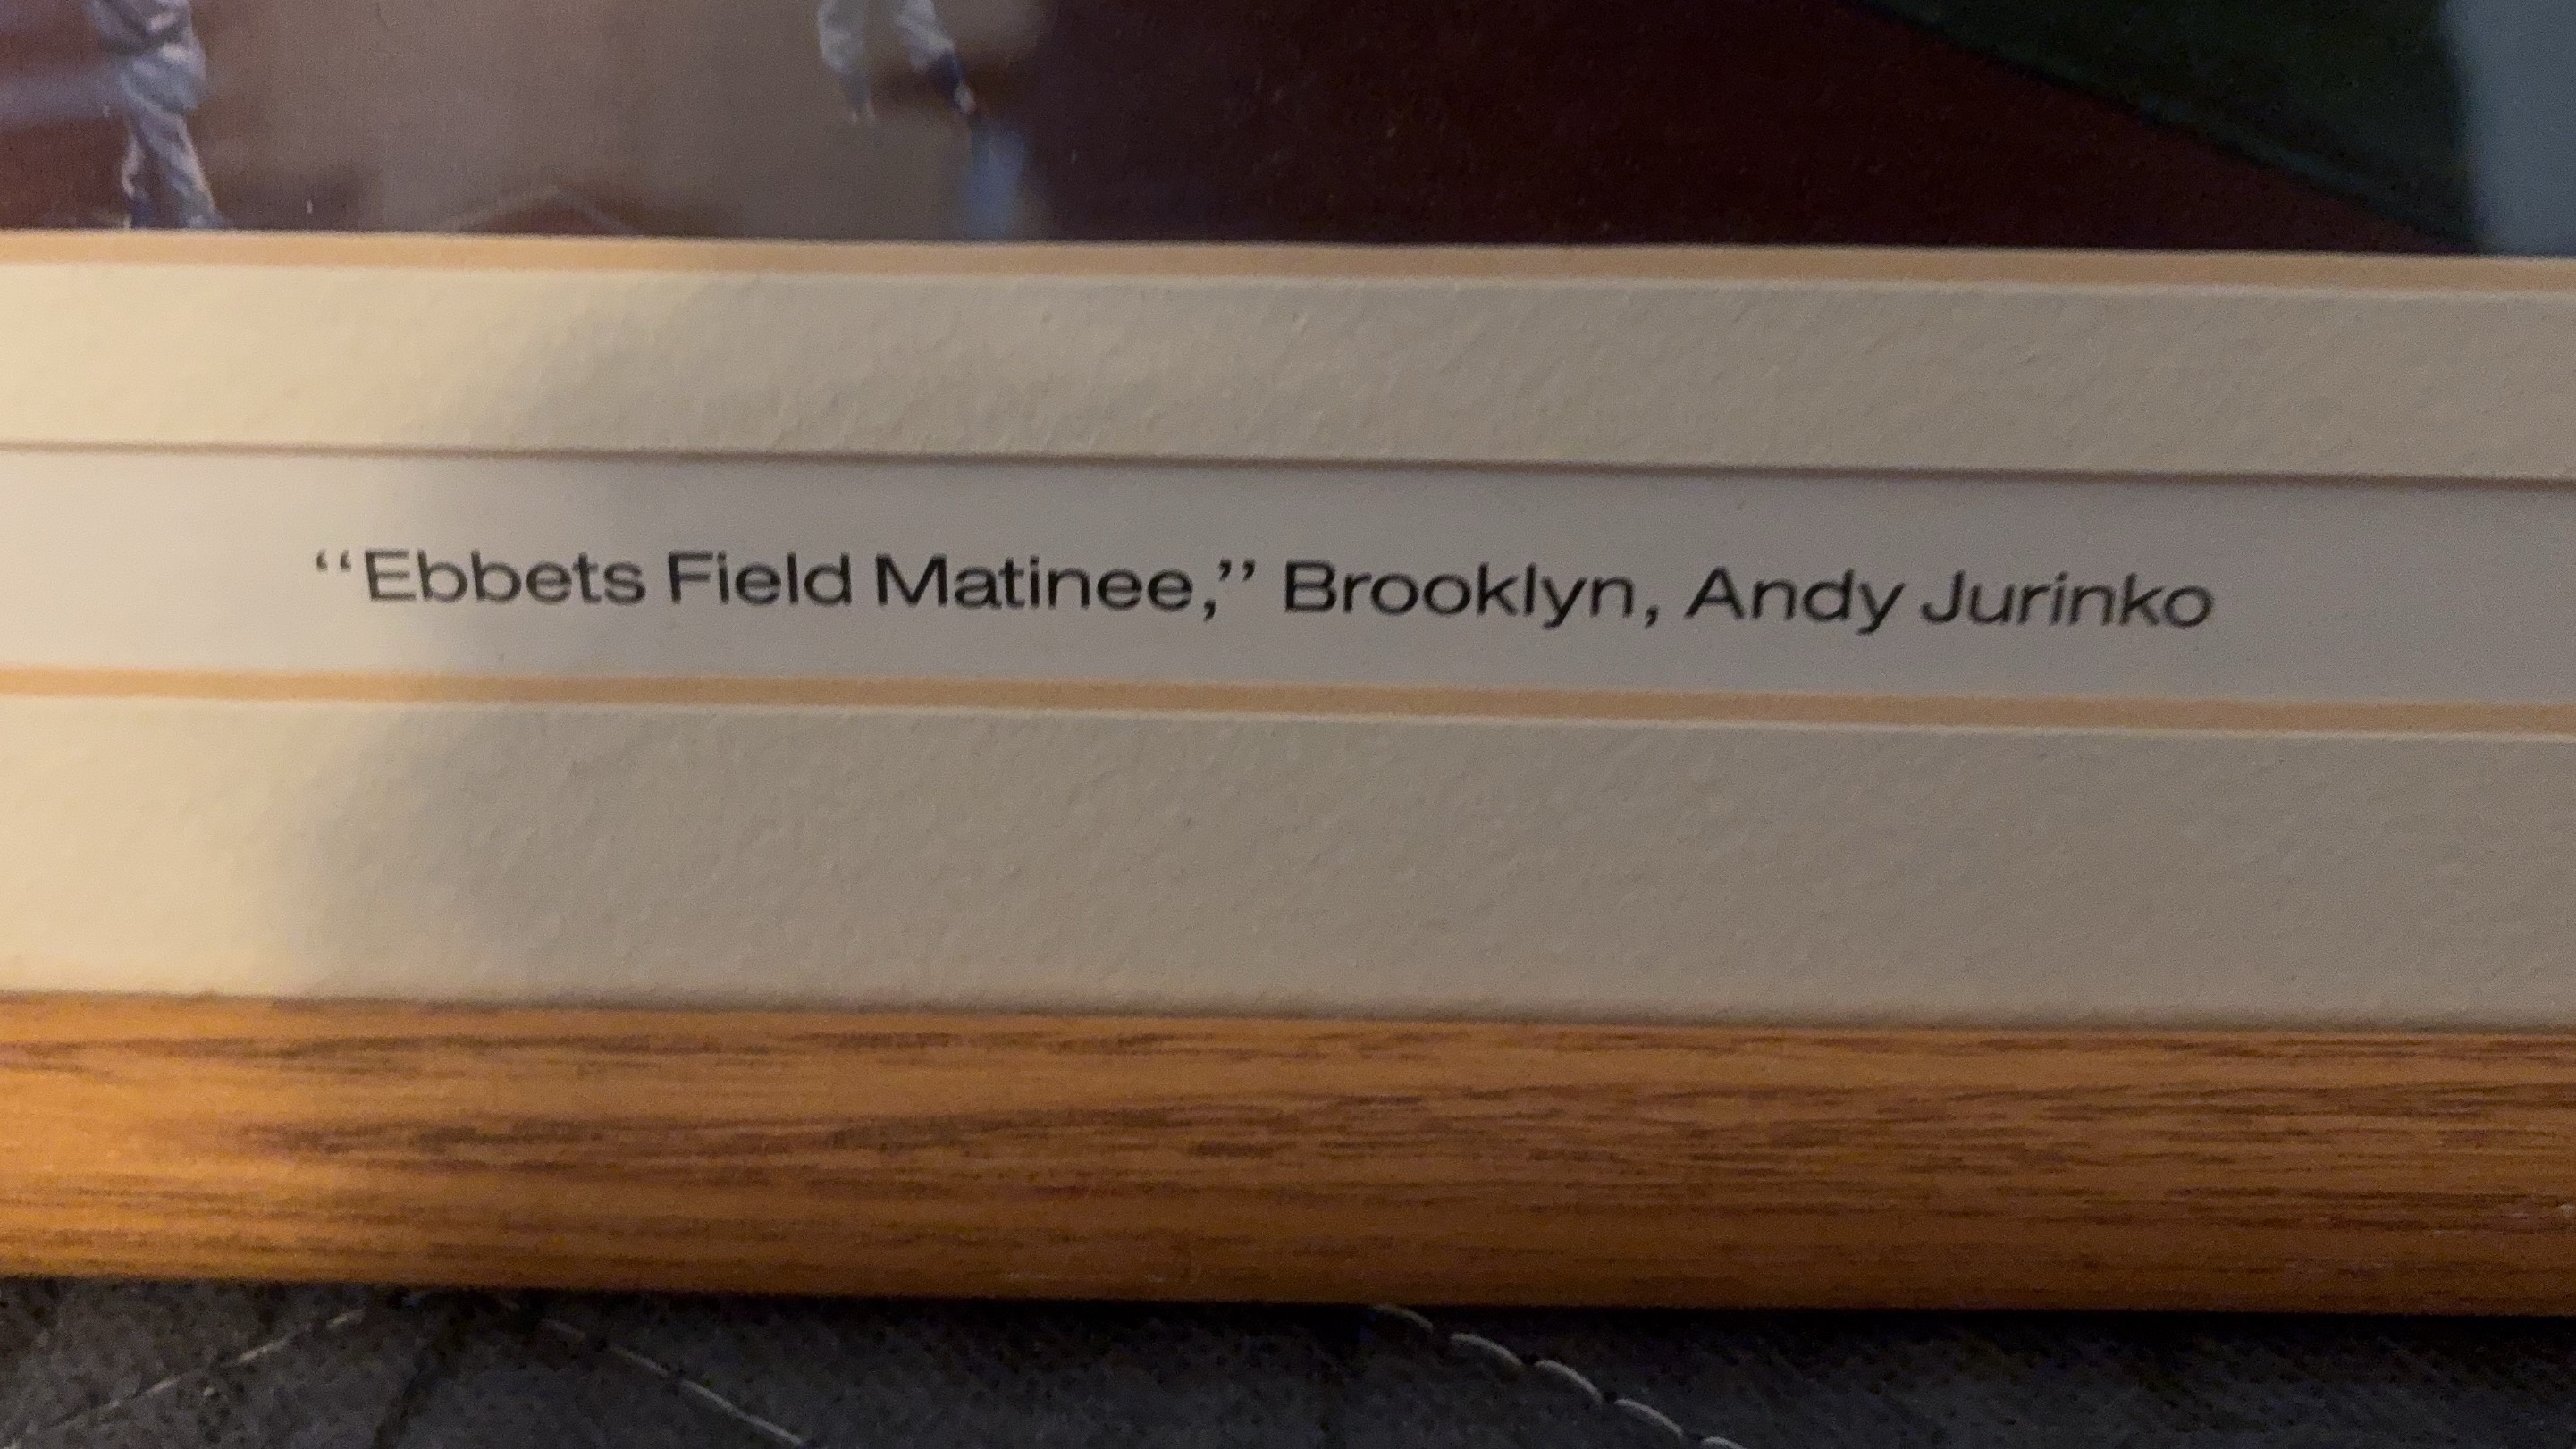 “Ebbets Field Matinee,” Brooklyn, Andy Jurinko